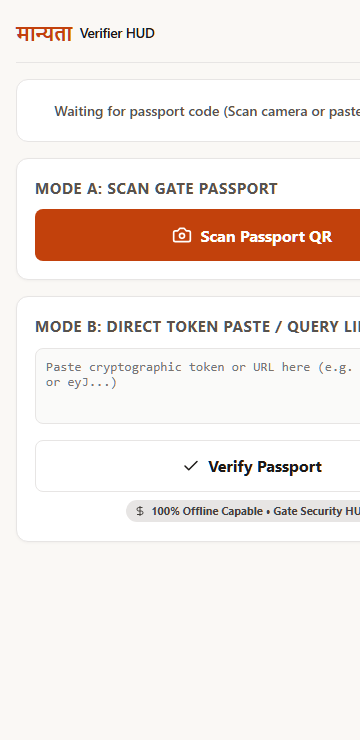 मान्यता Verifier HUD
Waiting for passport code (Scan camera or paste
MODE A: SCAN GATE PASSPORT
Scan Passport QR
MODE B: DIRECT TOKEN PASTE / QUERY LI
Paste cryptographic token or URL here (e.g.
or eyJ...)
Verify Passport
$ 100% Offline Capable • Gate Security HU